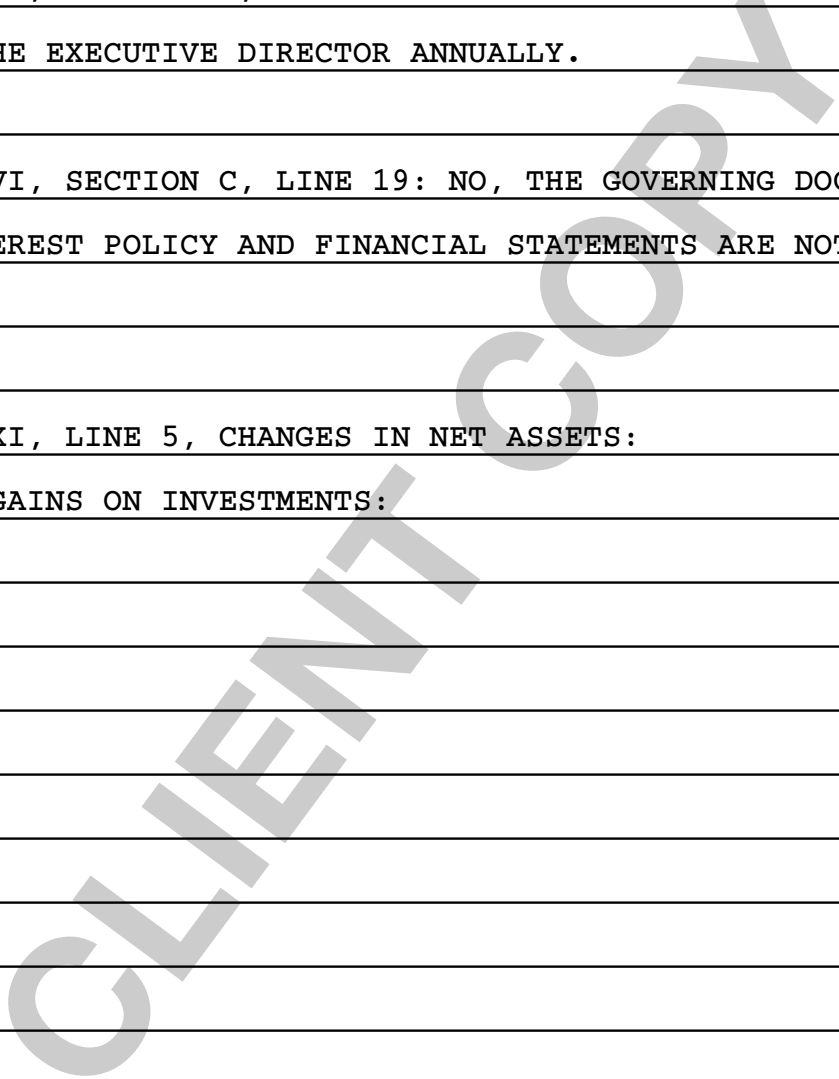 HE EXECUTIVE DIRECTOR ANNUALLY.
VI, SECTION C, LINE 19: NO, THE GOVERNING DOC
EREST POLICY AND FINANCIAL STATEMENTS ARE NOT
XI, LINE 5, CHANGES IN NET ASSETS:
GAINS ON INVESTMENTS:
CLIENT COPY